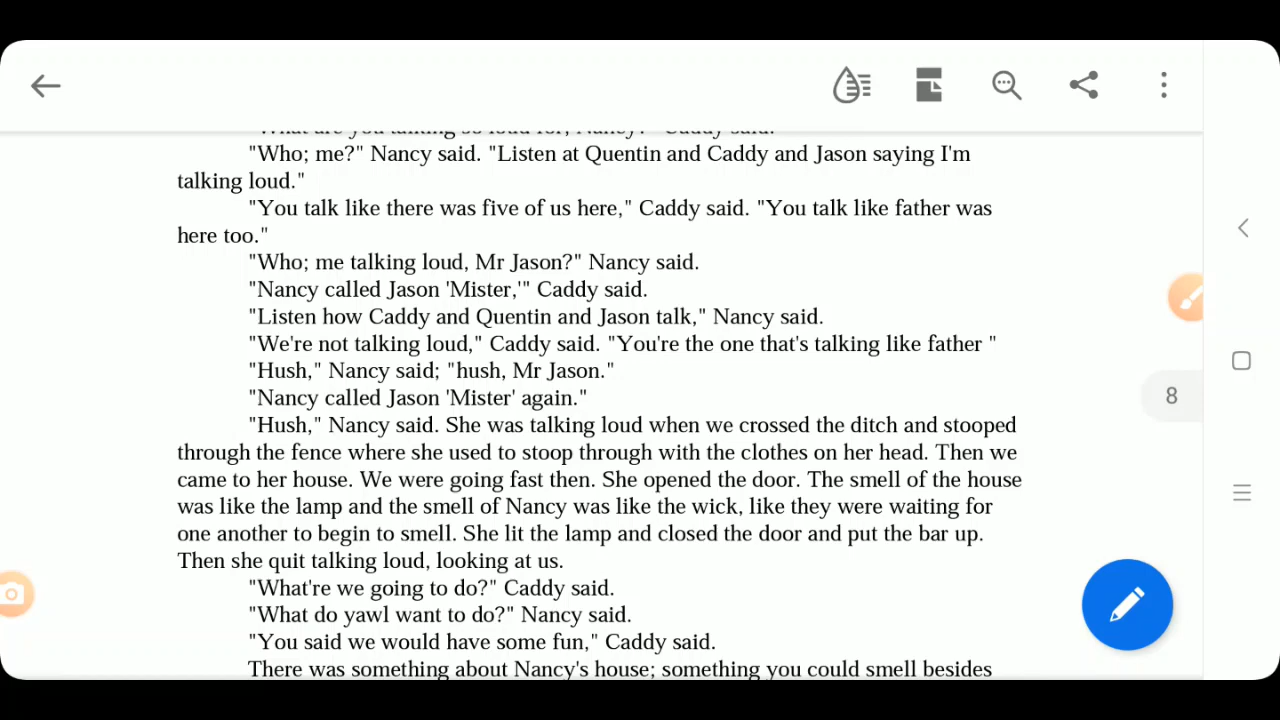 "What are you talking so loud for, Nancy?" Caddy said.
"Who; me?" Nancy said. "Listen at Quentin and Caddy and Jason saying I'm
talking loud."
"You talk like there was five of us here," Caddy said. "You talk like father was
here too."
"Who; me talking loud, Mr Jason?" Nancy said.
"Nancy called Jason 'Mister,'" Caddy said.
"Listen how Caddy and Quentin and Jason talk," Nancy said.
"We're not talking loud," Caddy said. "You're the one that's talking like father "
"Hush," Nancy said; "hush, Mr Jason."
"Nancy called Jason 'Mister' again."
"Hush," Nancy said. She was talking loud when we crossed the ditch and stooped
through the fence where she used to stoop through with the clothes on her head. Then we
came to her house. We were going fast then. She opened the door. The smell of the house
was like the lamp and the smell of Nancy was like the wick, like they were waiting for
one another to begin to smell. She lit the lamp and closed the door and put the bar up.
Then she quit talking loud, looking at us.
"What're we going to do?" Caddy said.
"What do yawl want to do?" Nancy said.
"You said we would have some fun," Caddy said.
There was something about Nancy's house; something you could smell besides
8